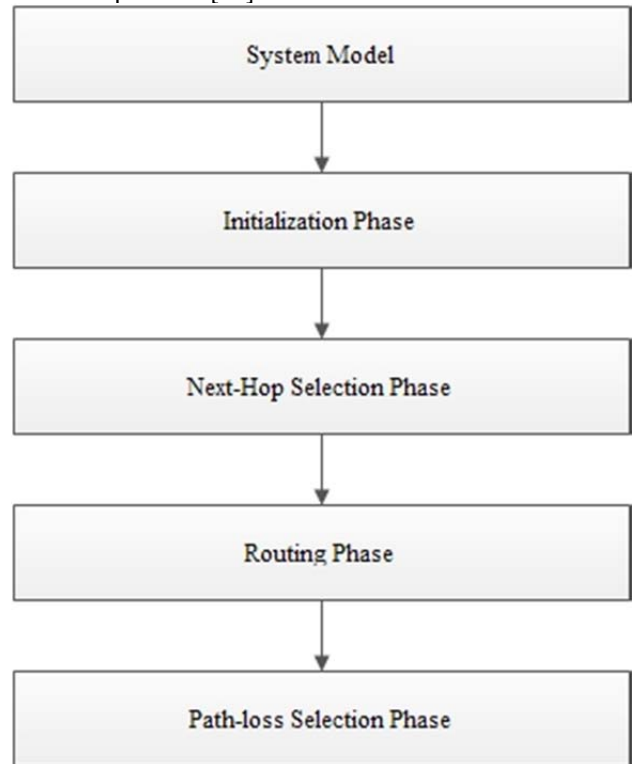 System Model
Initialization Phase
Next-Hop Selection Phase
Routing Phase
Path-loss Selection Phase